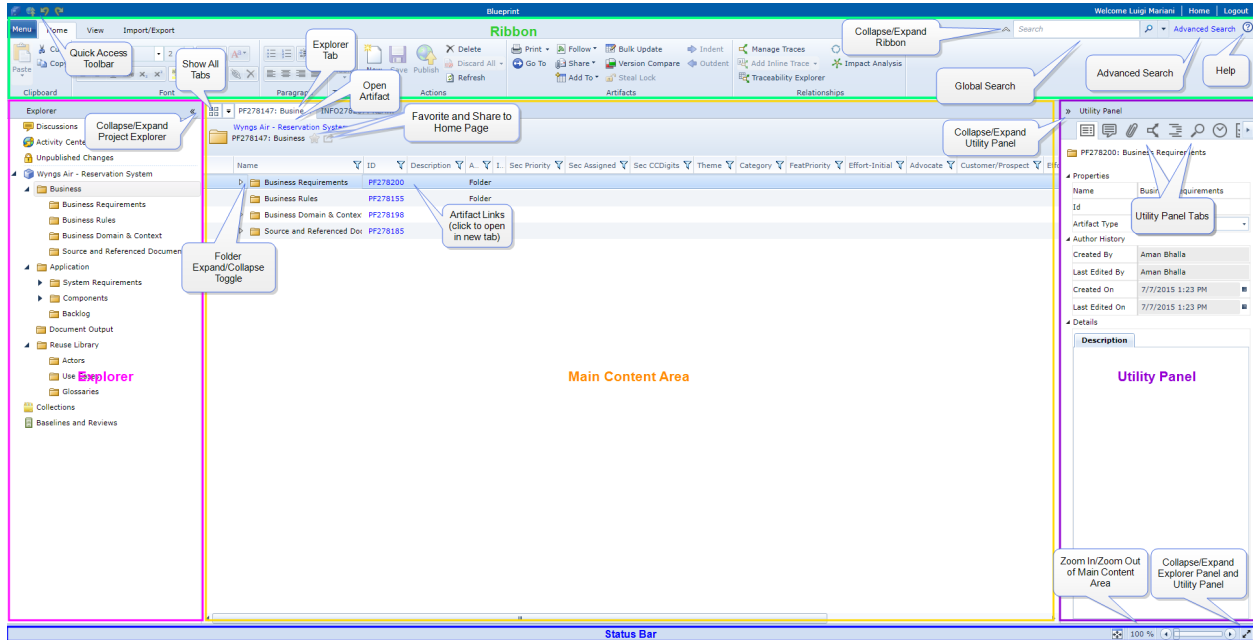 Blueprint
Welcome Luigi Mariani | Home | Logout
Menu Home View Import/Export
Ribbon
Collapse/Expand Ribbon
Search
Advanced Search
Quick Access Toolbar
Show All Tabs
Explorer Tab
Open Artifact
Global Search
Advanced Search
Help
Paste
Save Publish
Delete
Discard All
Refresh
Print Follow Bulk Update Indent
Go To Share Version Compare Outdent
Add To Steal Lock
Manage Traces
Add Inline Trace Impact Analysis
Traceability Explorer
Clipboard Font Paragraph Actions Artifacts Relationships
Explorer
Discussions
Unpublished Changes
Wyngs Air - Reservation System
Business
Business Requirements
Business Rules
Business Domain & Context
Source and Referenced Documen
Application
System Requirements
Components
Backlog
Document Output
Reuse Library
Actors
Use
Glossaries
Collections
Baselines and Reviews
Collapse/Expand Project Explorer
Explorer
PF278147: Busine
Wyngs Air - Reservation System
PF278147: Business
Favorite and Share to Home Page
Name ID Description A.. I.. Sec Priority Sec Assigned Sec CCDigits Theme Category FeatPriority Effort-Initial Advocate Customer/Prospect
Business Requirements PF278200 Folder
Business Rules PF278155 Folder
Business Domain & Contex PF278198
Source and Referenced Doc PF278185
Artifact Links
(click to open
in new tab)
Folder
Expand/Collapse
Toggle
Main Content Area
Collapse/Expand
Utility Panel
Utility Panel
PF278200: Business Requirements
Properties
Name
Id
Artifact Type
Utility Panel Tabs
Author History
Created By Aman Bhalla
Last Edited By Aman Bhalla
Created On 7/7/2015 1:23 PM
Last Edited On 7/7/2015 1:23 PM
Details
Description
Utility Panel
Zoom In/Zoom Out
of Main Content
Area
Collapse/Expand
Explorer Panel and
Utility Panel
Status Bar
100 %